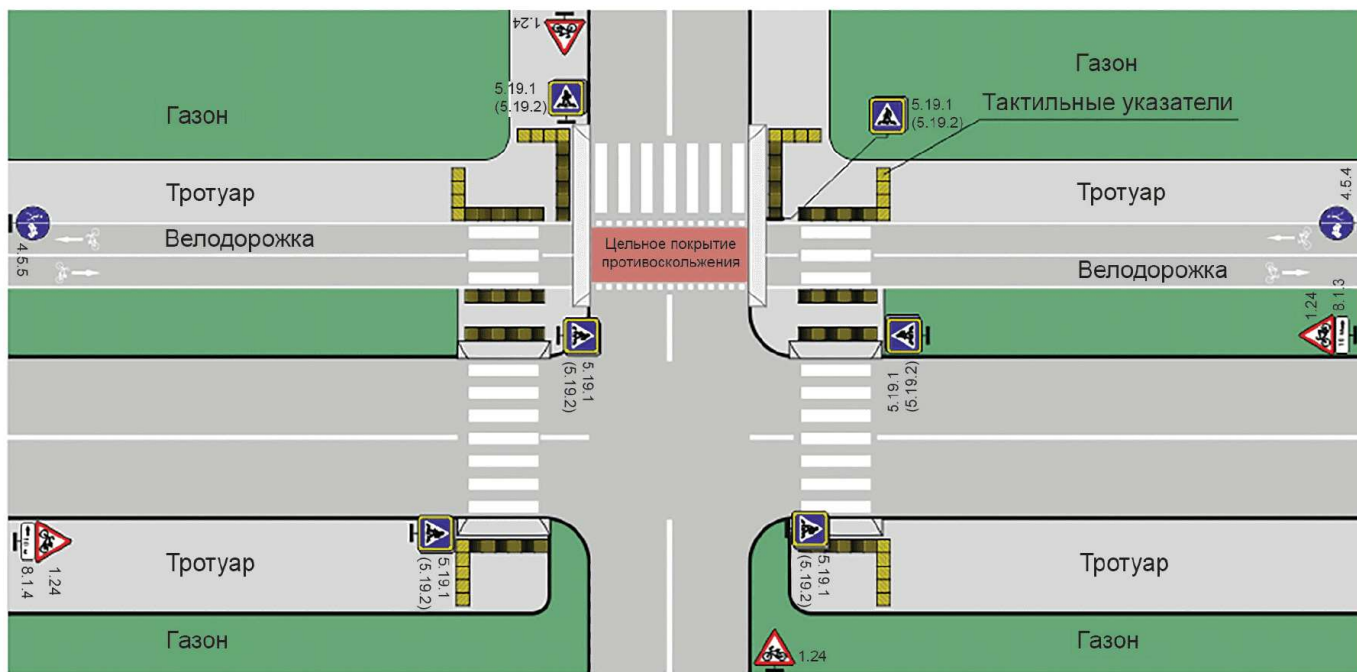 1.24
Газон
5.19.1
(5.19.2)
Газон
5.19.1
(5.19.2)
Тактильные указатели
Тротуар
Тротуар
4.5.4
4.5.5
Велодорожка
Цельное покрытие
противоскольжения
Велодорожка
1.24
8.1.3
5.19.1
(5.19.2)
5.19.1
(5.19.2)
Тротуар
8.1.4
1.24
5.19.1
(5.19.2)
5.19.1
(5.19.2)
Тротуар
Газон
1.24
Газон